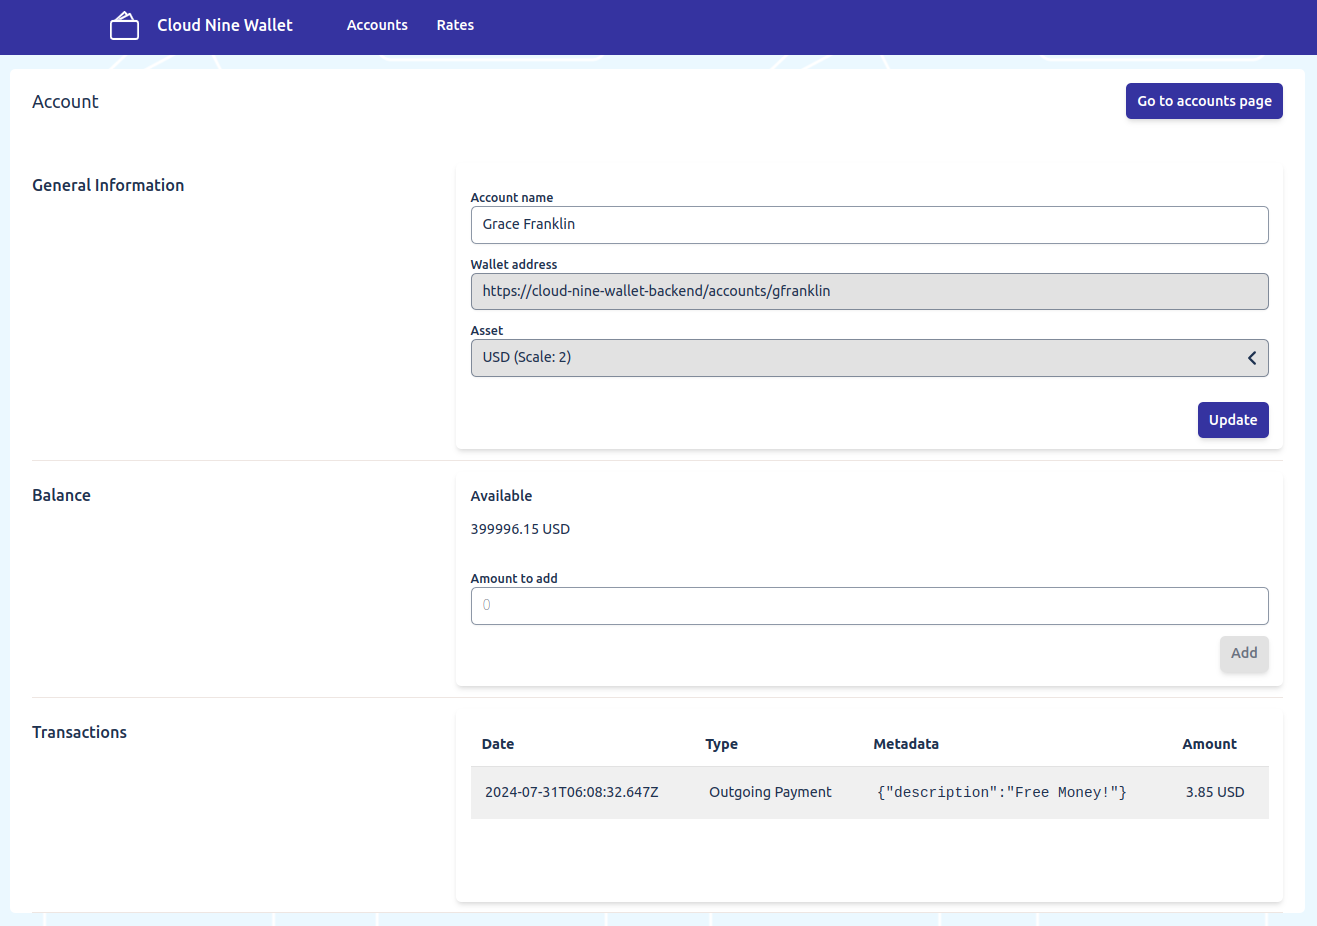 Cloud Nine Wallet Accounts Rates
Account
Go to accounts page
General Information
Account name
Grace Franklin
Wallet address
https://cloud-nine-wallet-backend/accounts/gfranklin
Asset
USD (Scale: 2)
Update
Balance
Available
399996.15 USD
Amount to add
0
Add
Transactions
Date Type Metadata Amount
2024-07-31T06:08:32.647Z Outgoing Payment {"description":"Free Money!"} 3.85 USD